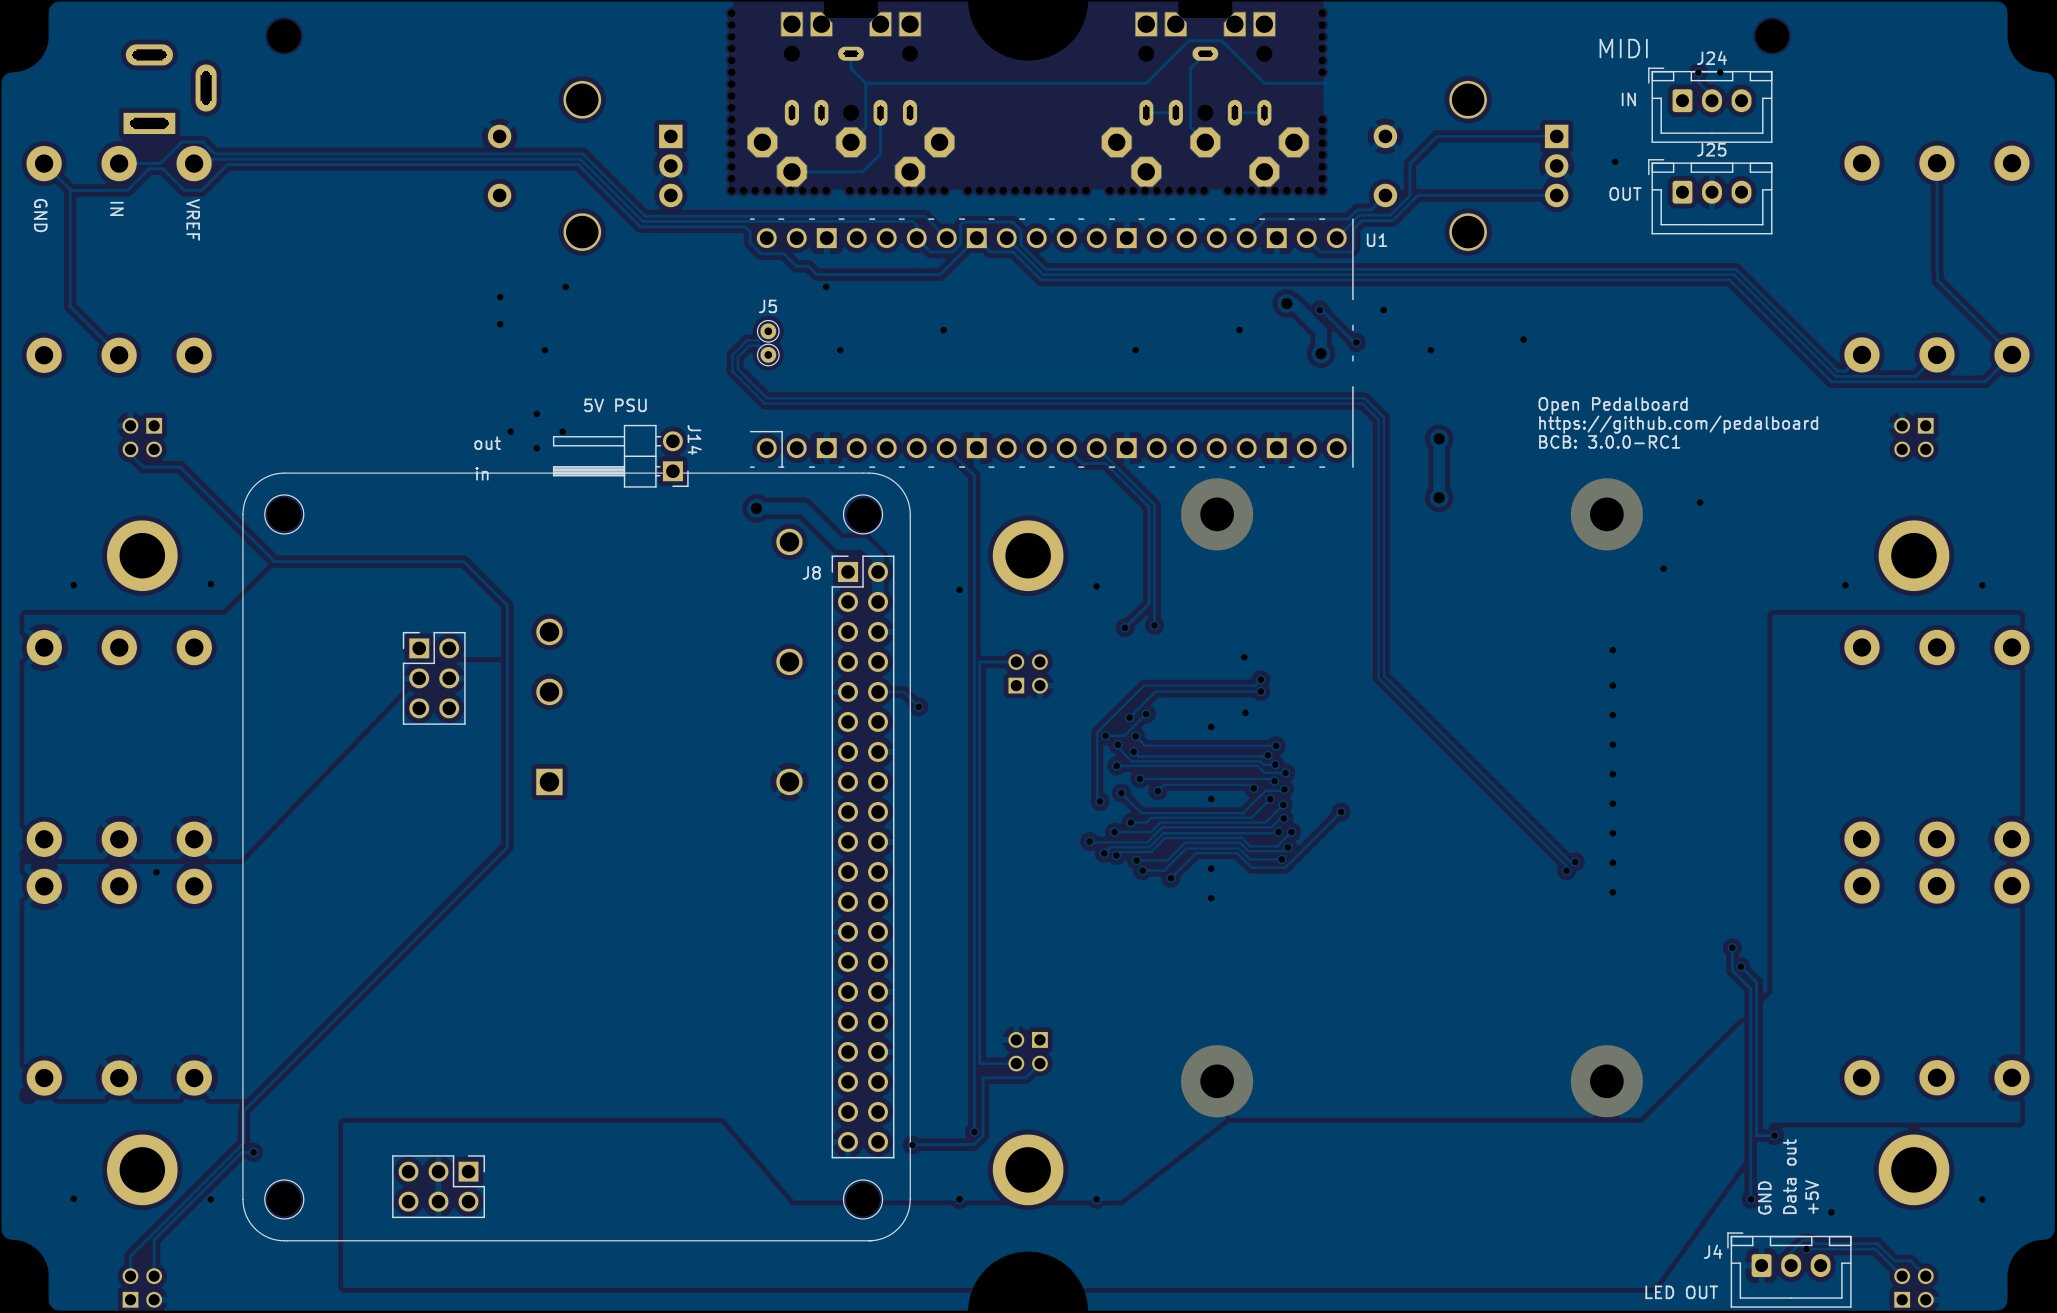 MIDI
J24
IN
J25
OUT
GND
IN
VREF
U1
J5
5V PSU
out
in
J14
Open Pedalboard
https://github.com/pedalboard
BCB: 3.0.0-RC1
J8
GND
Data out
+5V
J4
LED OUT